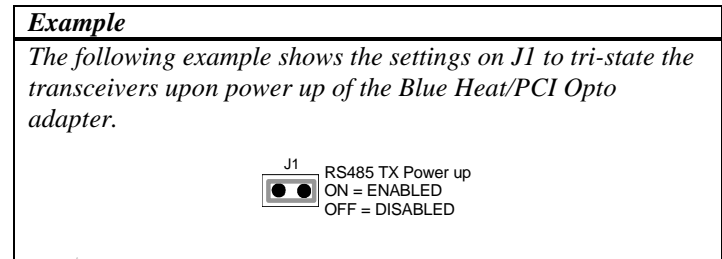 Example
The following example shows the settings on J1 to tri-state the
transceivers upon power up of the Blue Heat/PCI Opto
adapter.
J1
RS485 TX Power up
ON = ENABLED
OFF = DISABLED